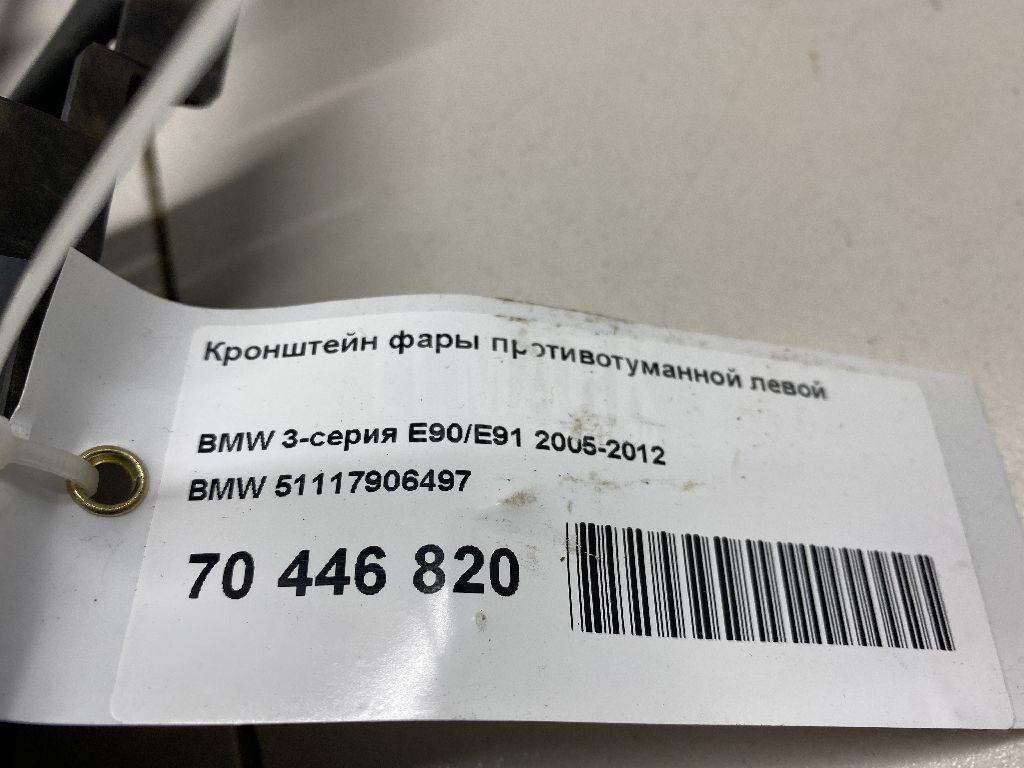 Кронштейн фары противотуманной левой
BMW 3-серия E90/E91 2005-2012
BMW 51117906497
70 446 820